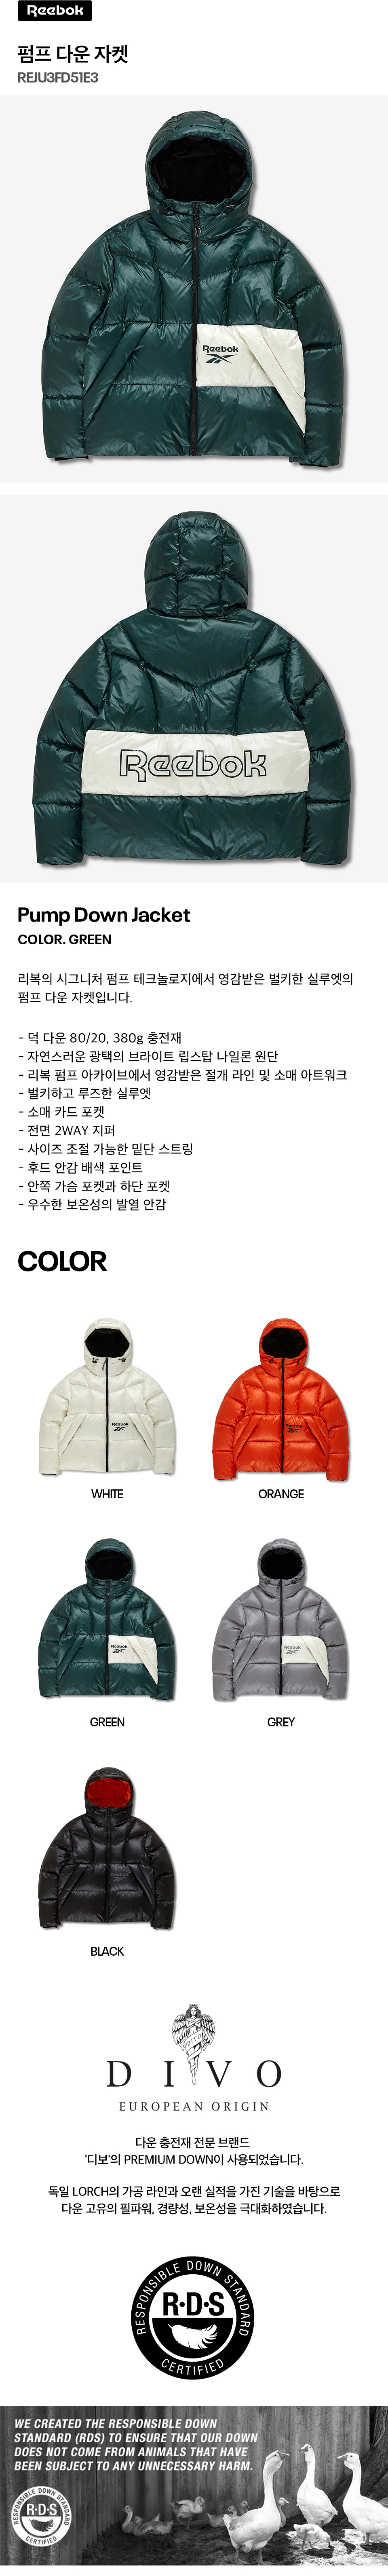 Reebok
펌프 다운 자켓
REJU3FD51E3
Reebok
Reebok
Pump Down Jacket
COLOR. GREEN
리복의 시그니처 펌프 테크놀로지에서 영감받은 벌키한 실루엣의
펌프 다운 자켓입니다.
- 덕 다운 80/20, 380g 충전재
- 자연스러운 광택의 브라이트 립스탑 나일론 원단
- 리복 펌프 아카이브에서 영감받은 절개 라인 및 소매 아트워크
- 벌키하고 루즈한 실루엣
- 소매 카드 포켓
- 전면 2WAY 지퍼
- 사이즈 조절 가능한 밑단 스트링
- 후드 안감 배색 포인트
- 안쪽 가슴 포켓과 하단 포켓
- 우수한 보온성의 발열 안감
COLOR
Reebok
Reebok
WHITE
ORANGE
Reebok
Reebok
GREEN
GREY
BLACK
DIVO
DIVO
EUROPEAN ORIGIN
다운 충전재 전문 브랜드
'디보'의 PREMIUM DOWN이 사용되었습니다.
독일 LORCH의 가공 라인과 오랜 실적을 가진 기술을 바탕으로
다운 고유의 필파워, 경량성, 보온성을 극대화하였습니다.
RESPONSIBLE DOWN STANDARD
R·D·S
CERTIFIED
WE CREATED THE RESPONSIBLE DOWN
STANDARD (RDS) TO ENSURE THAT OUR DOWN
DOES NOT COME FROM ANIMALS THAT HAVE
BEEN SUBJECT TO ANY UNNECESSARY HARM.
RESPONSIBLE DOWN STANDARD
R·D·S
CERTIFIED